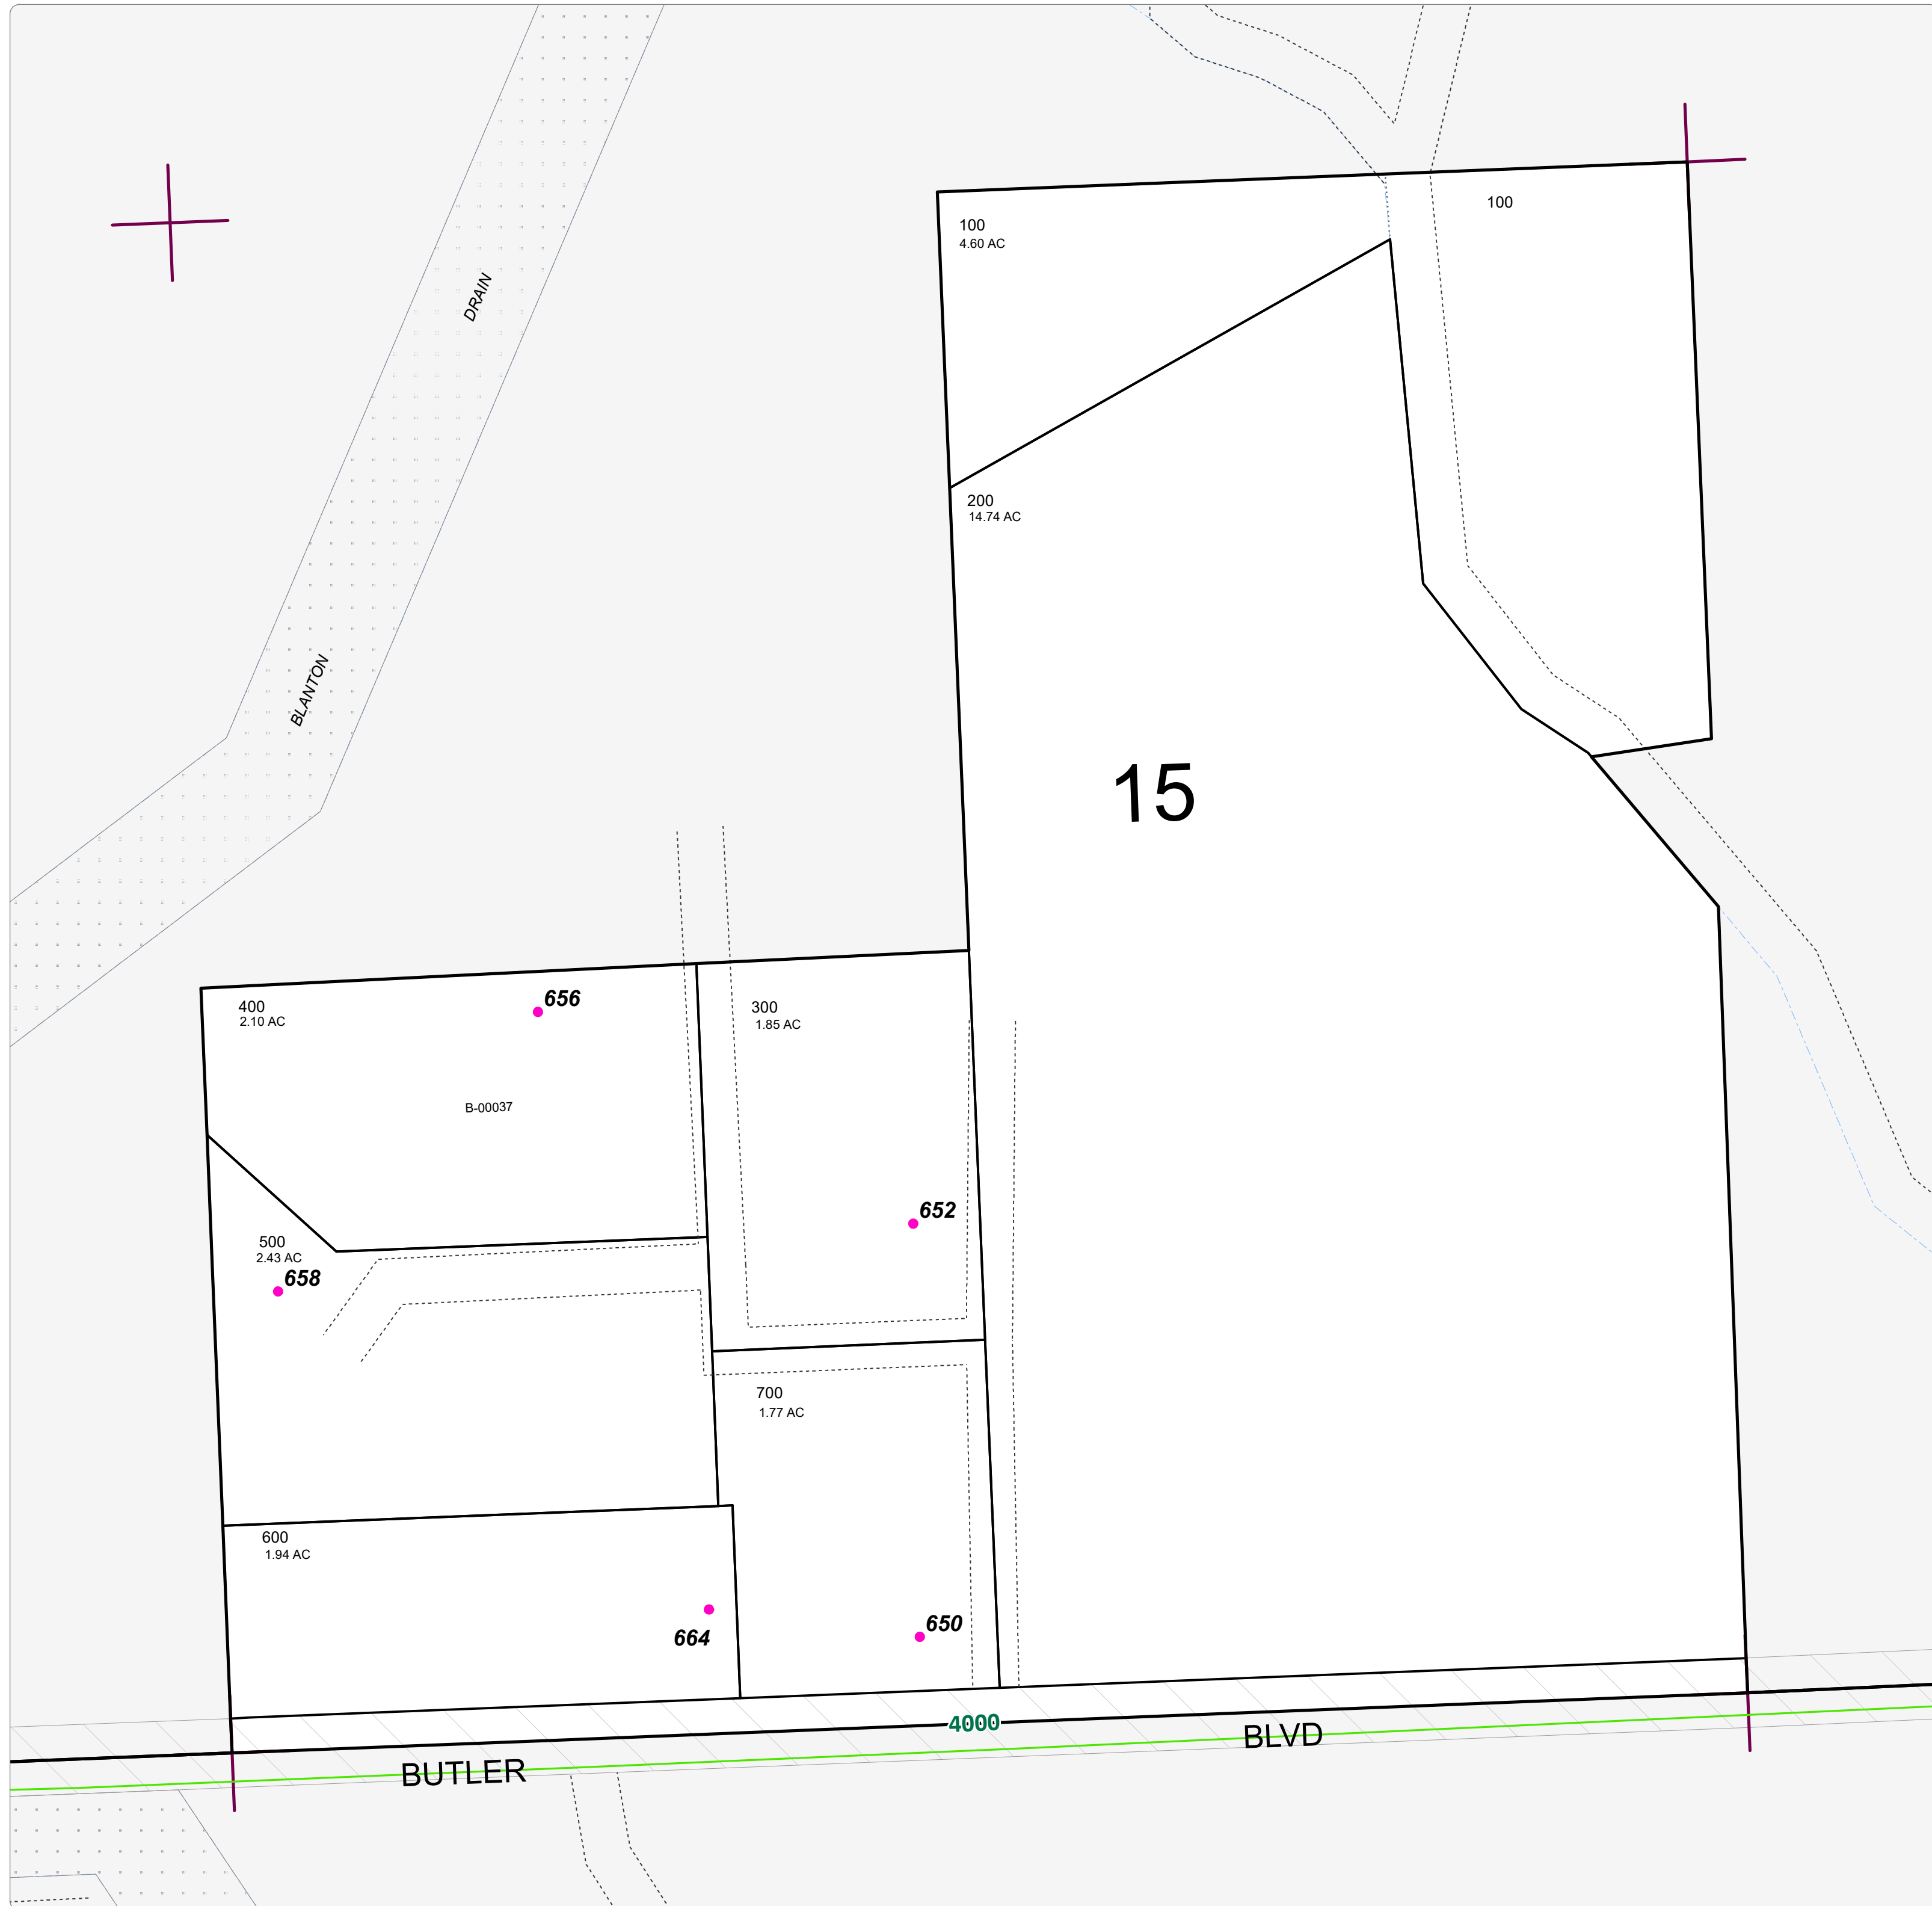 100
100
4.60 AC
DRAIN
200
14.74 AC
BLANTON
15
400
2.10 AC
656
300
1.85 AC
B-00037
652
500
2.43 AC
658
700
1.77 AC
600
1.94 AC
664
650
4000
BUTLER BLVD